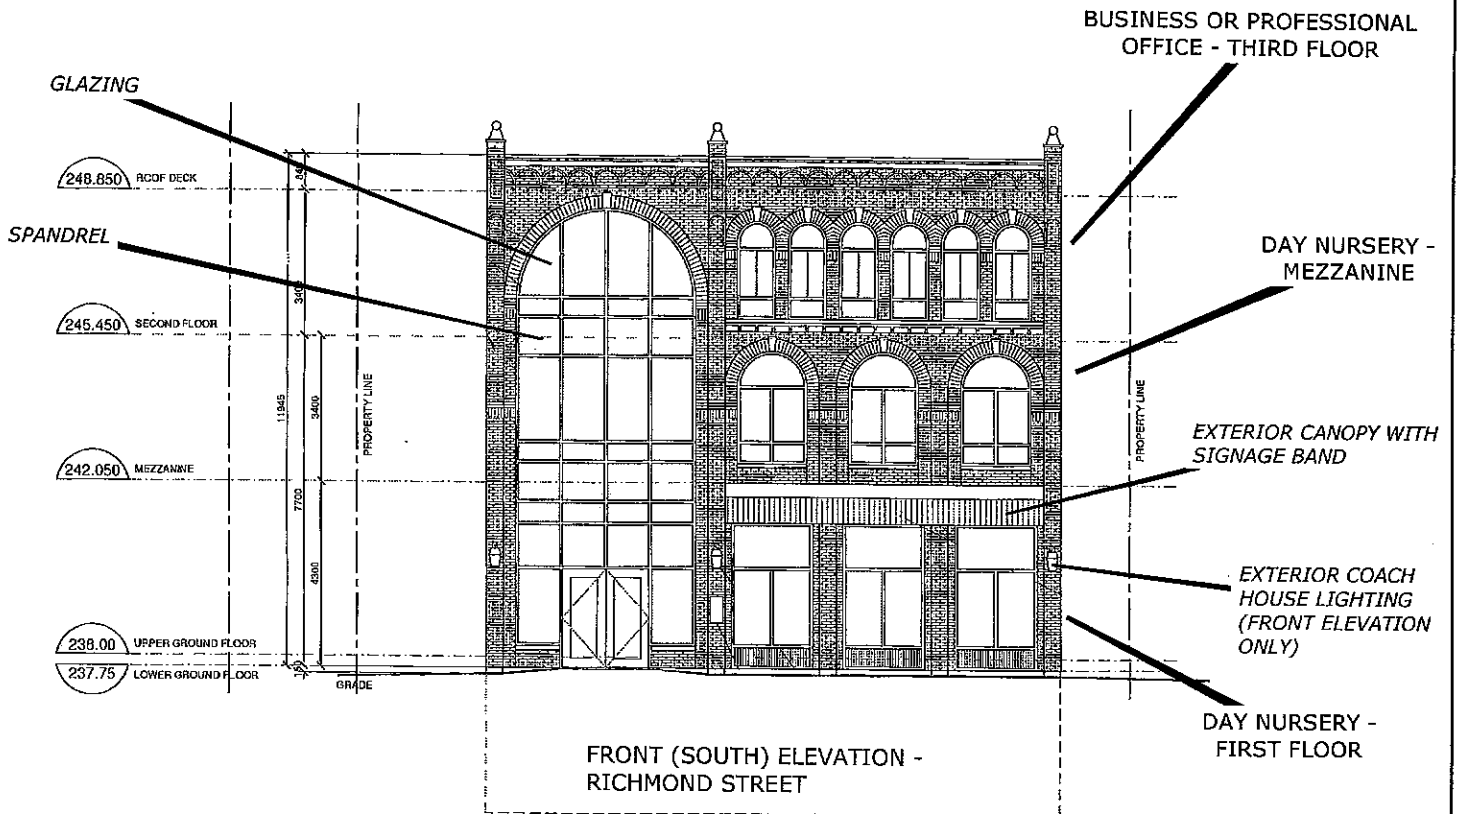 BUSINESS OR PROFESSIONAL
OFFICE - THIRD FLOOR
GLAZING
248.850 ROOF DECK
SPANDREL
DAY NURSERY -
MEZZANINE
3400
245.450 SECOND FLOOR
11945
3400
PROPERTY LINE
PROPERTY LINE
EXTERIOR CANOPY WITH
SIGNAGE BAND
242.050 MEZZANINE
7700
4300
EXTERIOR COACH
HOUSE LIGHTING
(FRONT ELEVATION
ONLY)
238.00 UPPER GROUND FLOOR
237.75 LOWER GROUND FLOOR
GRADE
DAY NURSERY -
FIRST FLOOR
FRONT (SOUTH) ELEVATION -
RICHMOND STREET